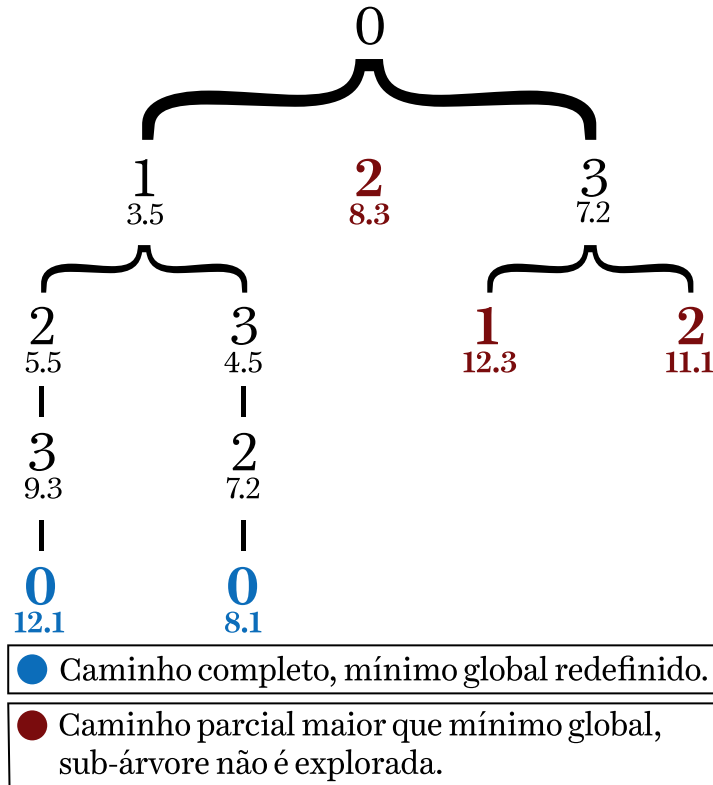 0
1 2 3
3.5 8.3 7.2
2 3 1 2
5.5 4.5 12.3 11.1
3 2
9.3 7.2
0 0
12.1 8.1
Caminho completo, mínimo global redefinido.
Caminho parcial maior que mínimo global,
sub-árvore não é explorada.